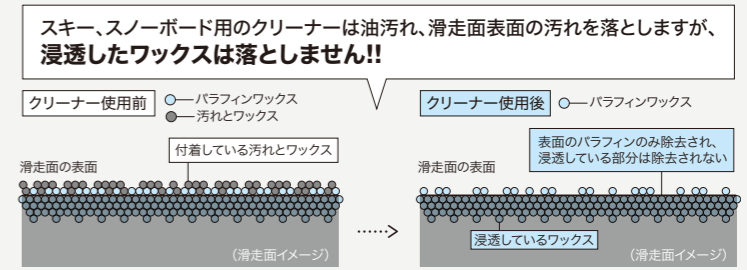 スキー、スノーボード用のクリーナーは油汚れ、滑走面表面の汚れを落としますが、
浸透したワックスは落としません!!
クリーナー使用前
パラフィンワックス
汚れとワックス
付着している汚れとワックス
滑走面の表面
（滑走面イメージ）
クリーナー使用後
パラフィンワックス
表面のパラフィンのみ除去され、
浸透している部分は除去されない
滑走面の表面
浸透しているワックス
（滑走面イメージ）